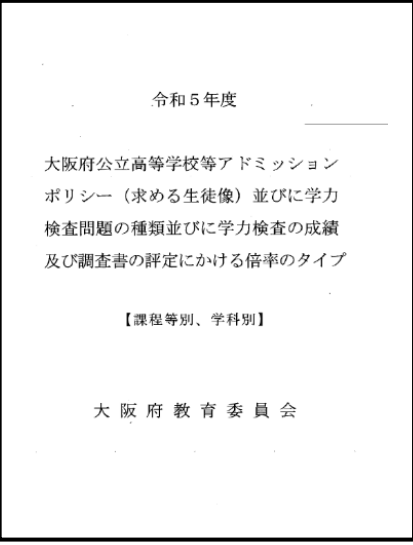 令和５年度
大阪府公立高等学校等アドミッション
ポリシー（求める生徒像）並びに学力
検査問題の種類並びに学力検査の成績
及び調査書の評定にかける倍率のタイプ
【課程等別、学科別】
大阪府教育委員会